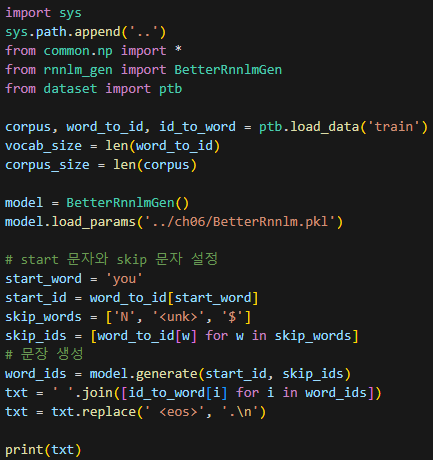 import sys
sys.path.append('..')
from common.np import *
from rnnlm_gen import BetterRnnlmGen
from dataset import ptb
corpus, word_to_id, id_to_word = ptb.load_data('train')
vocab_size = len(word_to_id)
corpus_size = len(corpus)
model = BetterRnnlmGen()
model.load_params('../ch06/BetterRnnlm.pkl')
# start 문자와 skip 문자 설정
start_word = 'you'
start_id = word_to_id[start_word]
skip_words = ['N', '<unk>', '$']
skip_ids = [word_to_id[w] for w in skip_words]
# 문장 생성
word_ids = model.generate(start_id, skip_ids)
txt = ' '.join([id_to_word[i] for i in word_ids])
txt = txt.replace(' <eos>', '.\n')
print(txt)